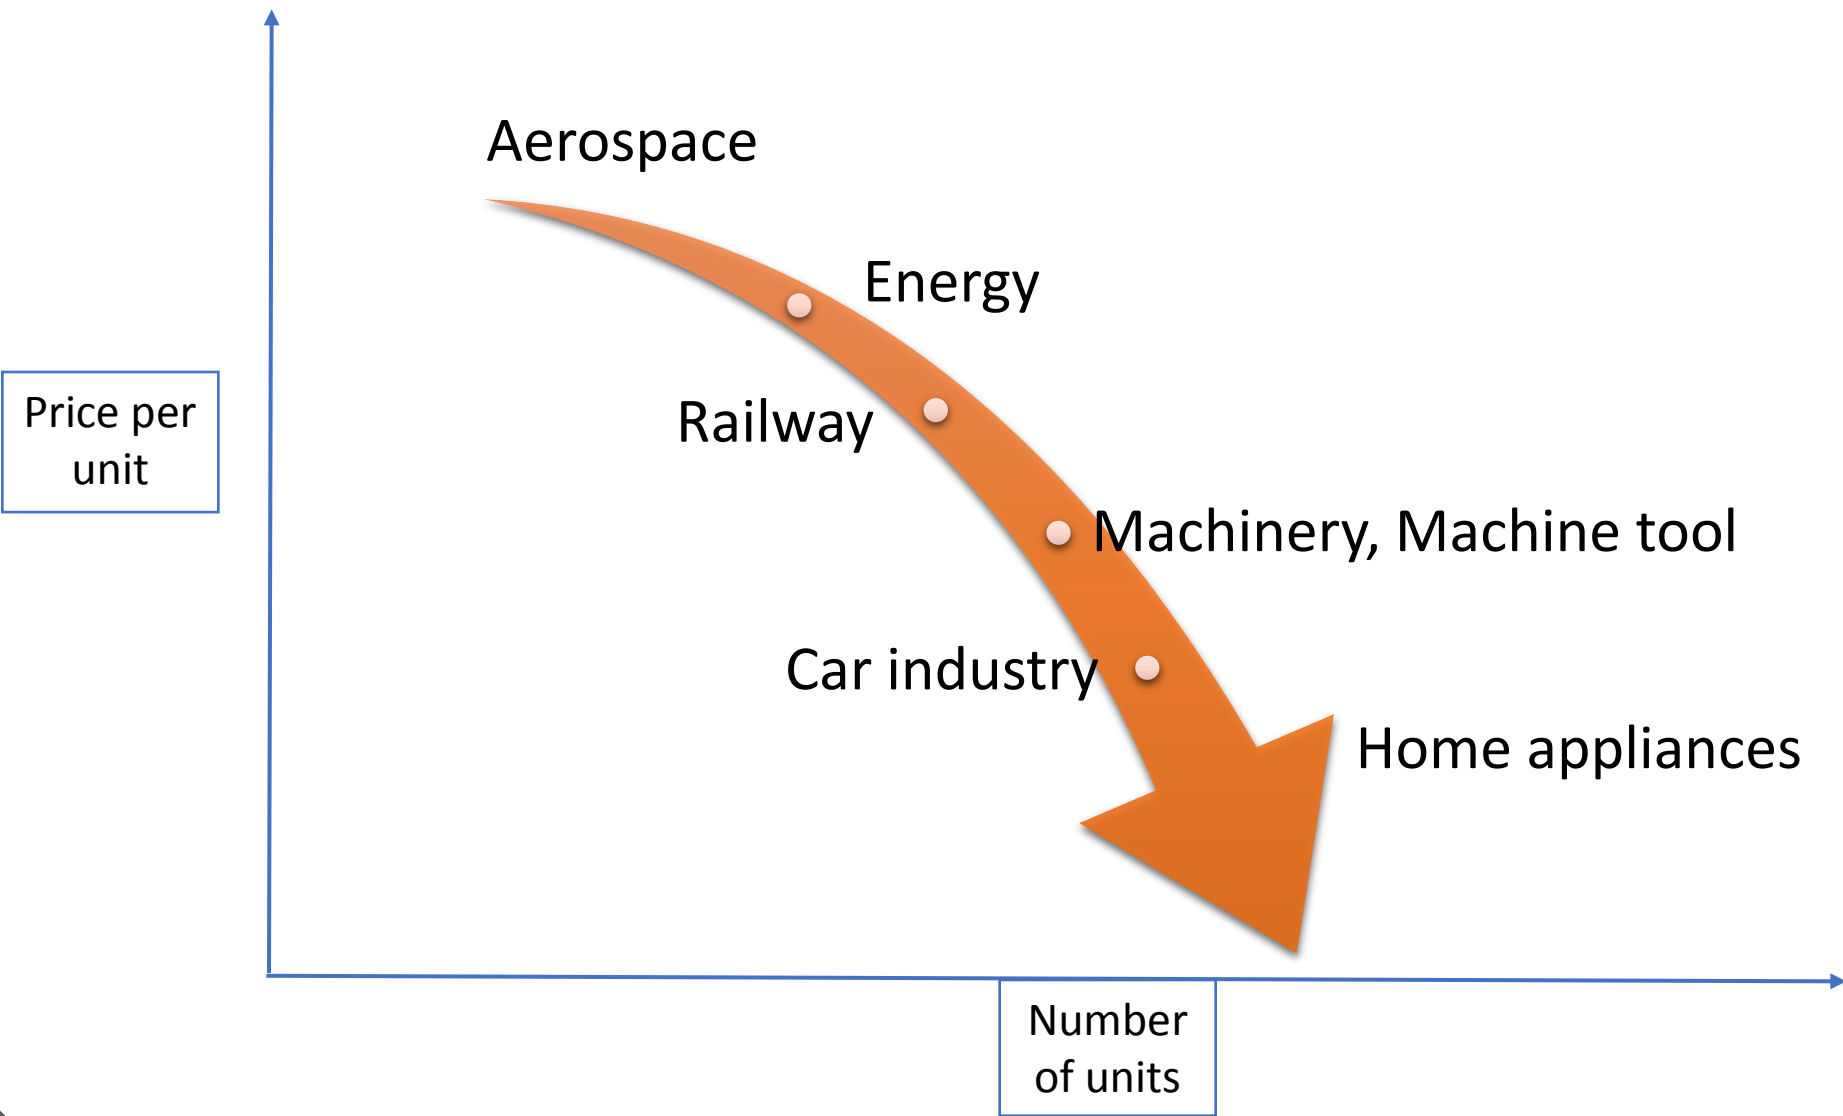 Aerospace
Energy
Price per
unit
Railway
Machinery, Machine tool
Car industry
Home appliances
Number
of units